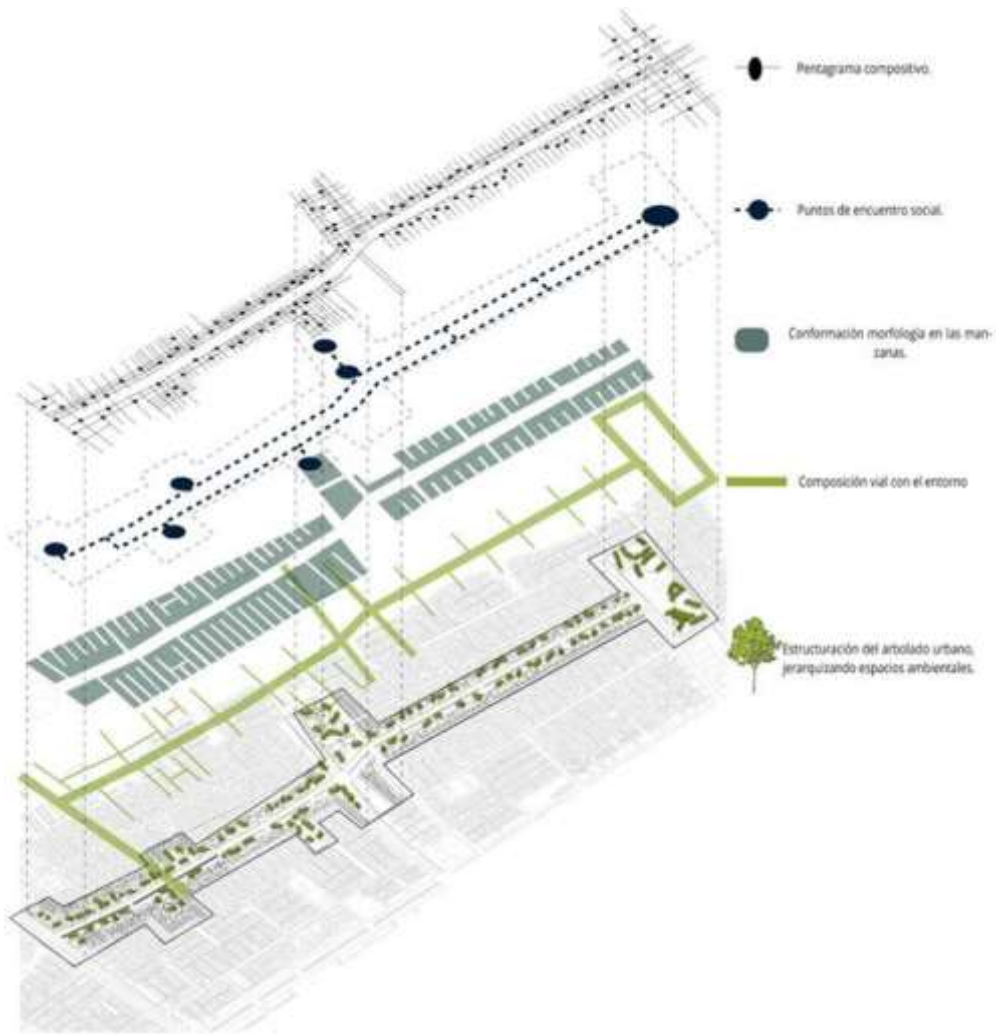 Pentagrama compositivo.
Puntos de encuentro social.
Conformación morfología en las man-
zanas.
Composición vial con el entorno
Estructuración del arbolado urbano,
jerarquizando espacios ambientales.